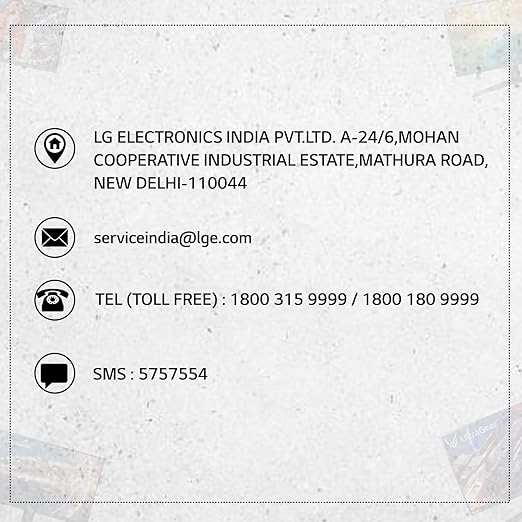 LG ELECTRONICS INDIA PVT.LTD. A-24/6,MOHAN
COOPERATIVE INDUSTRIAL ESTATE,MATHURA ROAD,
NEW DELHI-110044
serviceindia@lge.com
TEL (TOLL FREE) : 1800 315 9999 / 1800 180 9999
SMS : 5757554
UltraGear